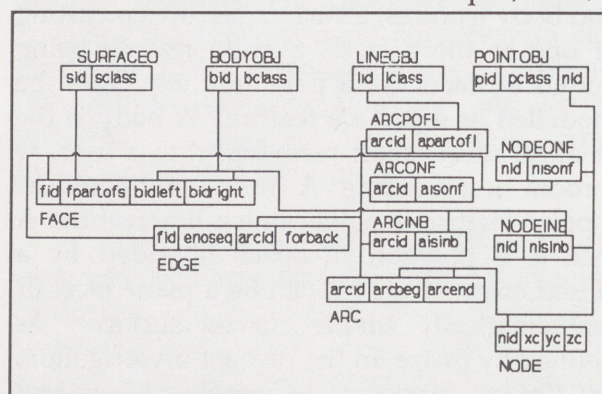 SURFACEO BODYOBJ LINEOBJ POINTOBJ
sid sclass bid bclass lid lclass pid pclass nid
ARCPOFL
arcid apartofl
NODEONF
ARCONF
nid nisonf
arcid aisonf
fid fpartofs bidleft bidright
FACE
ARCINB
NODEINE
fid enoseq arcid forback
arcid aisinb
nid nisinb
EDGE
arcid arcbeg arcend
ARC
nid xc yc zc
NODE